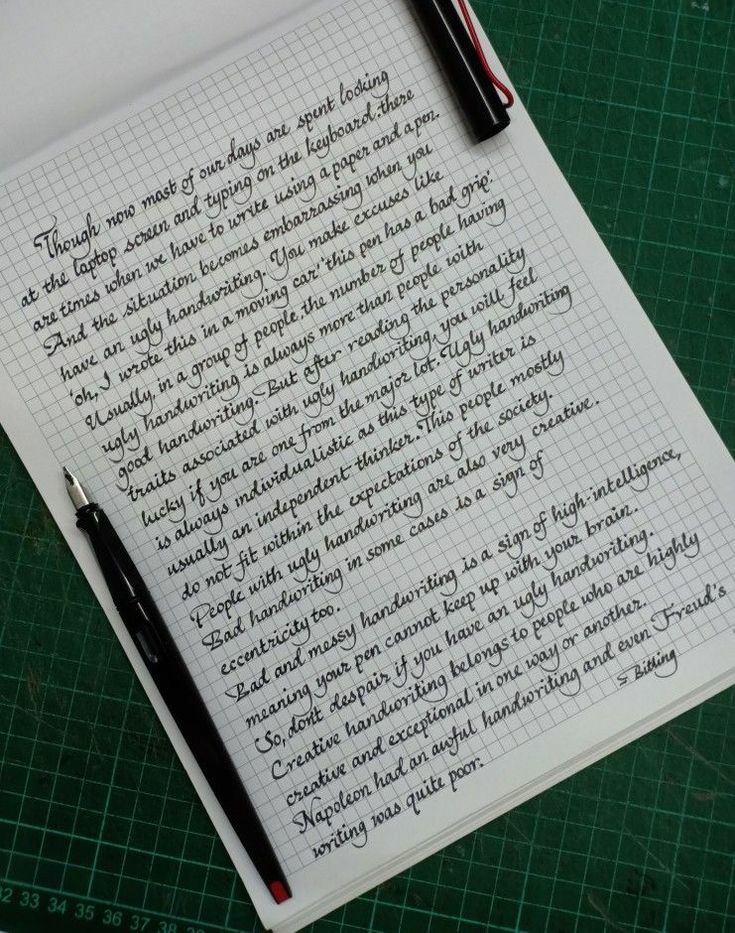 Though now most of our days are spent looking
at the laptop screen and typing on the keyboard, there
are times when we have to write using a paper and a pen.
And the situation becomes embarrassing when you
have an ugly handwriting. You make excuses like
'oh, I wrote this in a moving car', 'this pen has a bad grip'.
Usually, in a group of people, the number of people having
ugly handwriting is always more than people with
good handwriting. But after reading the personality
traits associated with ugly handwriting, you will feel
lucky if you are one from the major lot. Ugly handwriting
is always individualistic as this type of writer is
usually an independent thinker. This people mostly
do not fit within the expectations of the society.
People with ugly handwriting are also very creative.
Bad handwriting in some cases is a sign of
eccentricity too.
Bad and messy handwriting is a sign of high-intelligence,
meaning your pen cannot keep up with your brain.
So, dont despair if you have an ugly handwriting.
Creative handwriting belongs to people who are highly
creative and exceptional in one way or another.
Napoleon had an awful handwriting and even Freud's
writing was quite poor.
32 33 34 35 36 37 38